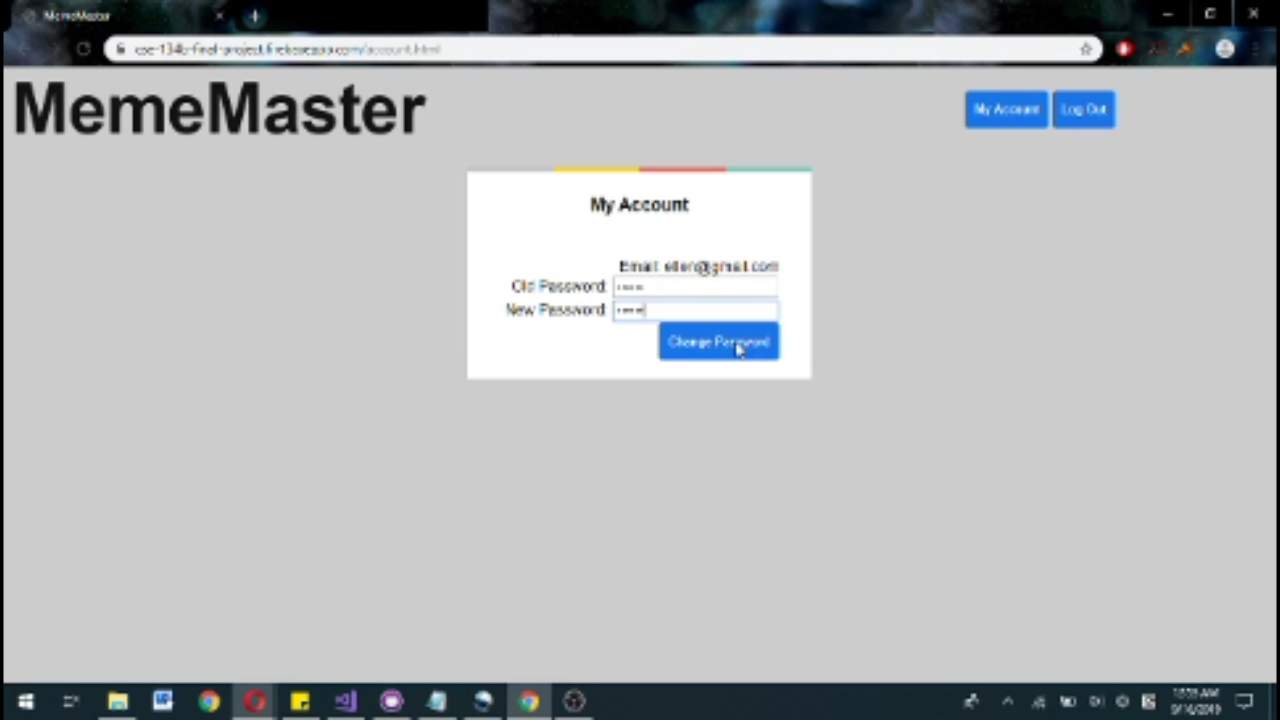 MemeMaster
cse-134b-final-project.firebaseapp.com/account.html
MemeMaster
My Account
Log Out
My Account
Email: ellen@gmail.com
Old Password:
New Password:
Change Password